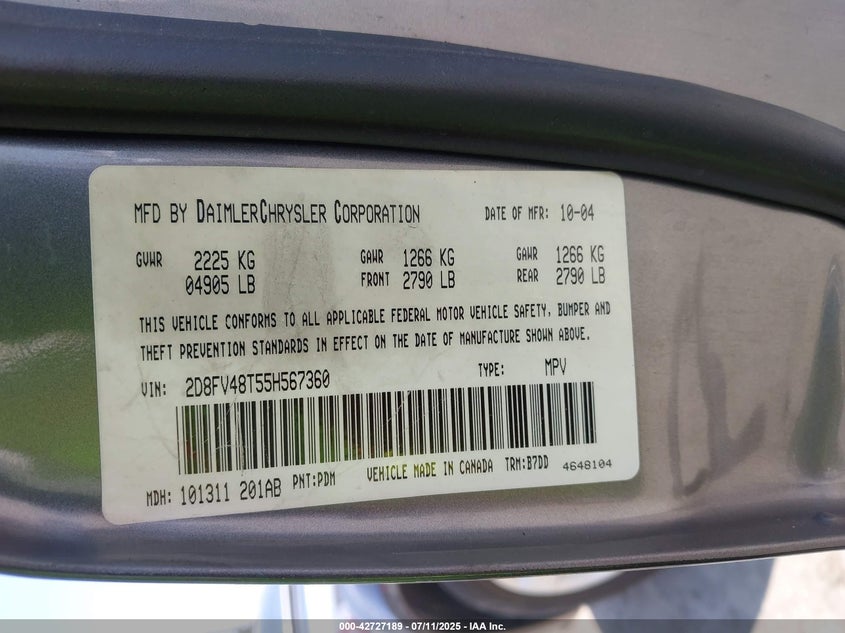 MFD BY DAIMLERCHRYSLER CORPORATION DATE OF MFR: 10-04
GVWR 2225 KG GAWR 1266 KG GAWR 1266 KG
04905 LB FRONT 2790 LB REAR 2790 LB
THIS VEHICLE CONFORMS TO ALL APPLICABLE FEDERAL MOTOR VEHICLE SAFETY, BUMPER AND
THEFT PREVENTION STANDARDS IN EFFECT ON THE DATE OF MANUFACTURE SHOWN ABOVE.
VIN: 2D8FV48T55H567360 TYPE: MPV
MDH: 101311 201AB PNT:PDM VEHICLE MADE IN CANADA TRM:B7DD 4648104
000-42727189 - 07/11/2025 - IAA Inc.